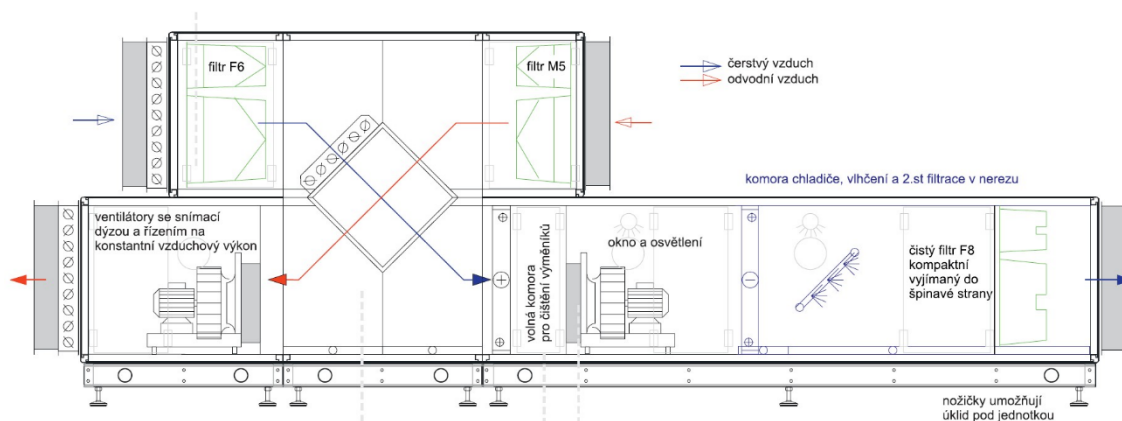 filtr F6
filtr M5
čerstvý vzduch
odvodní vzduch
komora chladiče, vlhčení a 2.st filtrace v nerezu
ventilátory se snímací
dýzou a řízením na
konstantní vzduchový výkon
volná komora
pro čištění výměníků
okno a osvětlení
čistý filtr F8
kompaktní
vyjímaný do
špinavé strany
nožičky umožňují
úklid pod jednotkou